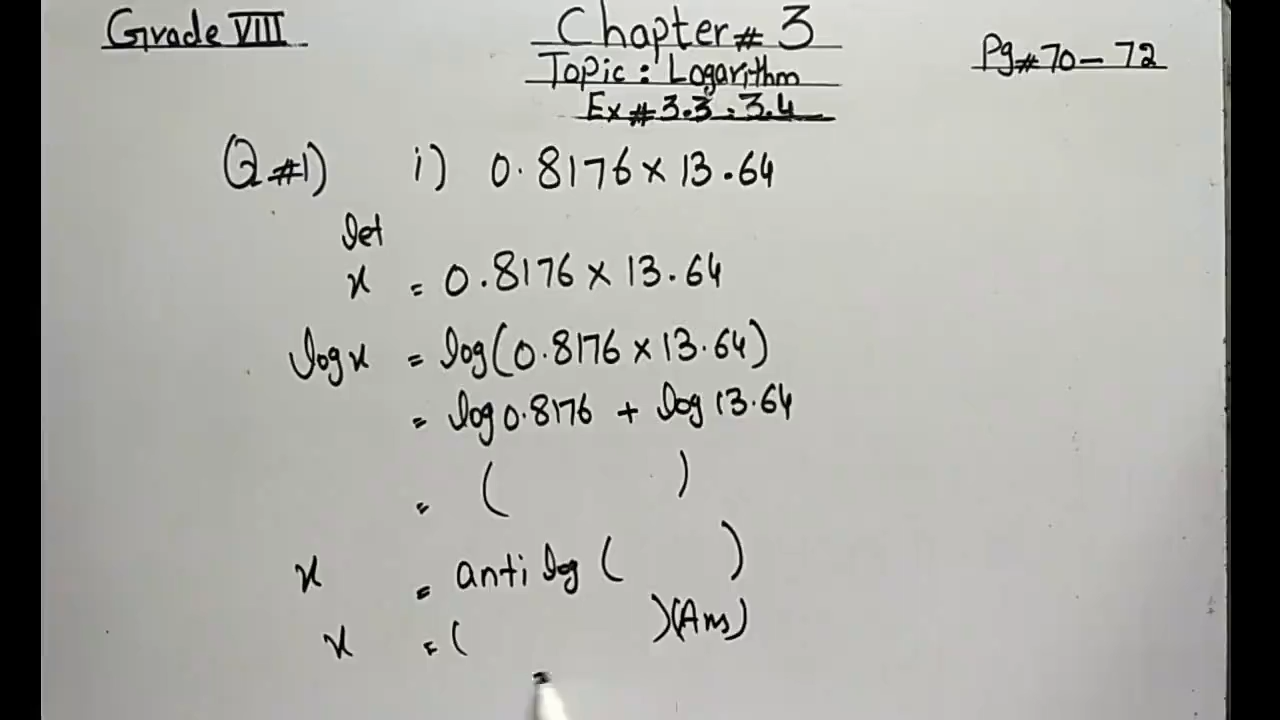 Grade VIII
Chapter # 3
Topic : Logarithm
Ex # 3.3 : 3.4
Pg # 70 - 72
Q #1) i) 0.8176 x 13.64
let
x = 0.8176 x 13.64
log x = log(0.8176 x 13.64)
= log 0.8176 + log 13.64
= ( )
x = anti log ( )
x = ( )(Ans)